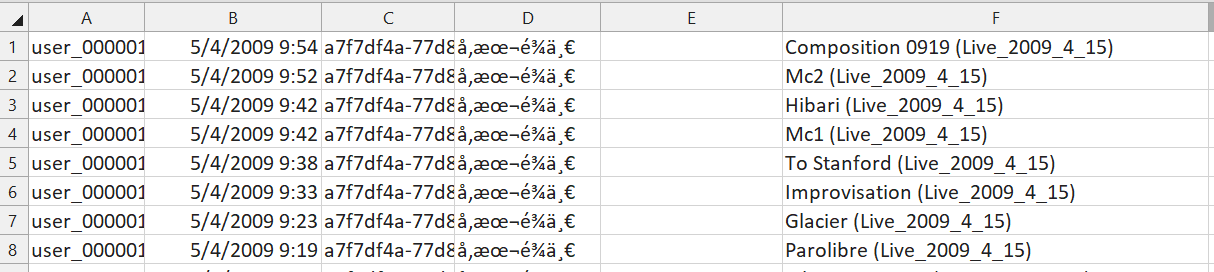 A B C D E F
1 user_000001 5/4/2009 9:54 a7f7df4a-77d8 å‚æœ¬é¾ä¸€ Composition 0919 (Live_2009_4_15)
2 user_000001 5/4/2009 9:52 a7f7df4a-77d8 å‚æœ¬é¾ä¸€ Mc2 (Live_2009_4_15)
3 user_000001 5/4/2009 9:42 a7f7df4a-77d8 å‚æœ¬é¾ä¸€ Hibari (Live_2009_4_15)
4 user_000001 5/4/2009 9:42 a7f7df4a-77d8 å‚æœ¬é¾ä¸€ Mc1 (Live_2009_4_15)
5 user_000001 5/4/2009 9:38 a7f7df4a-77d8 å‚æœ¬é¾ä¸€ To Stanford (Live_2009_4_15)
6 user_000001 5/4/2009 9:33 a7f7df4a-77d8 å‚æœ¬é¾ä¸€ Improvisation (Live_2009_4_15)
7 user_000001 5/4/2009 9:23 a7f7df4a-77d8 å‚æœ¬é¾ä¸€ Glacier (Live_2009_4_15)
8 user_000001 5/4/2009 9:19 a7f7df4a-77d8 å‚æœ¬é¾ä¸€ Parolibre (Live_2009_4_15)